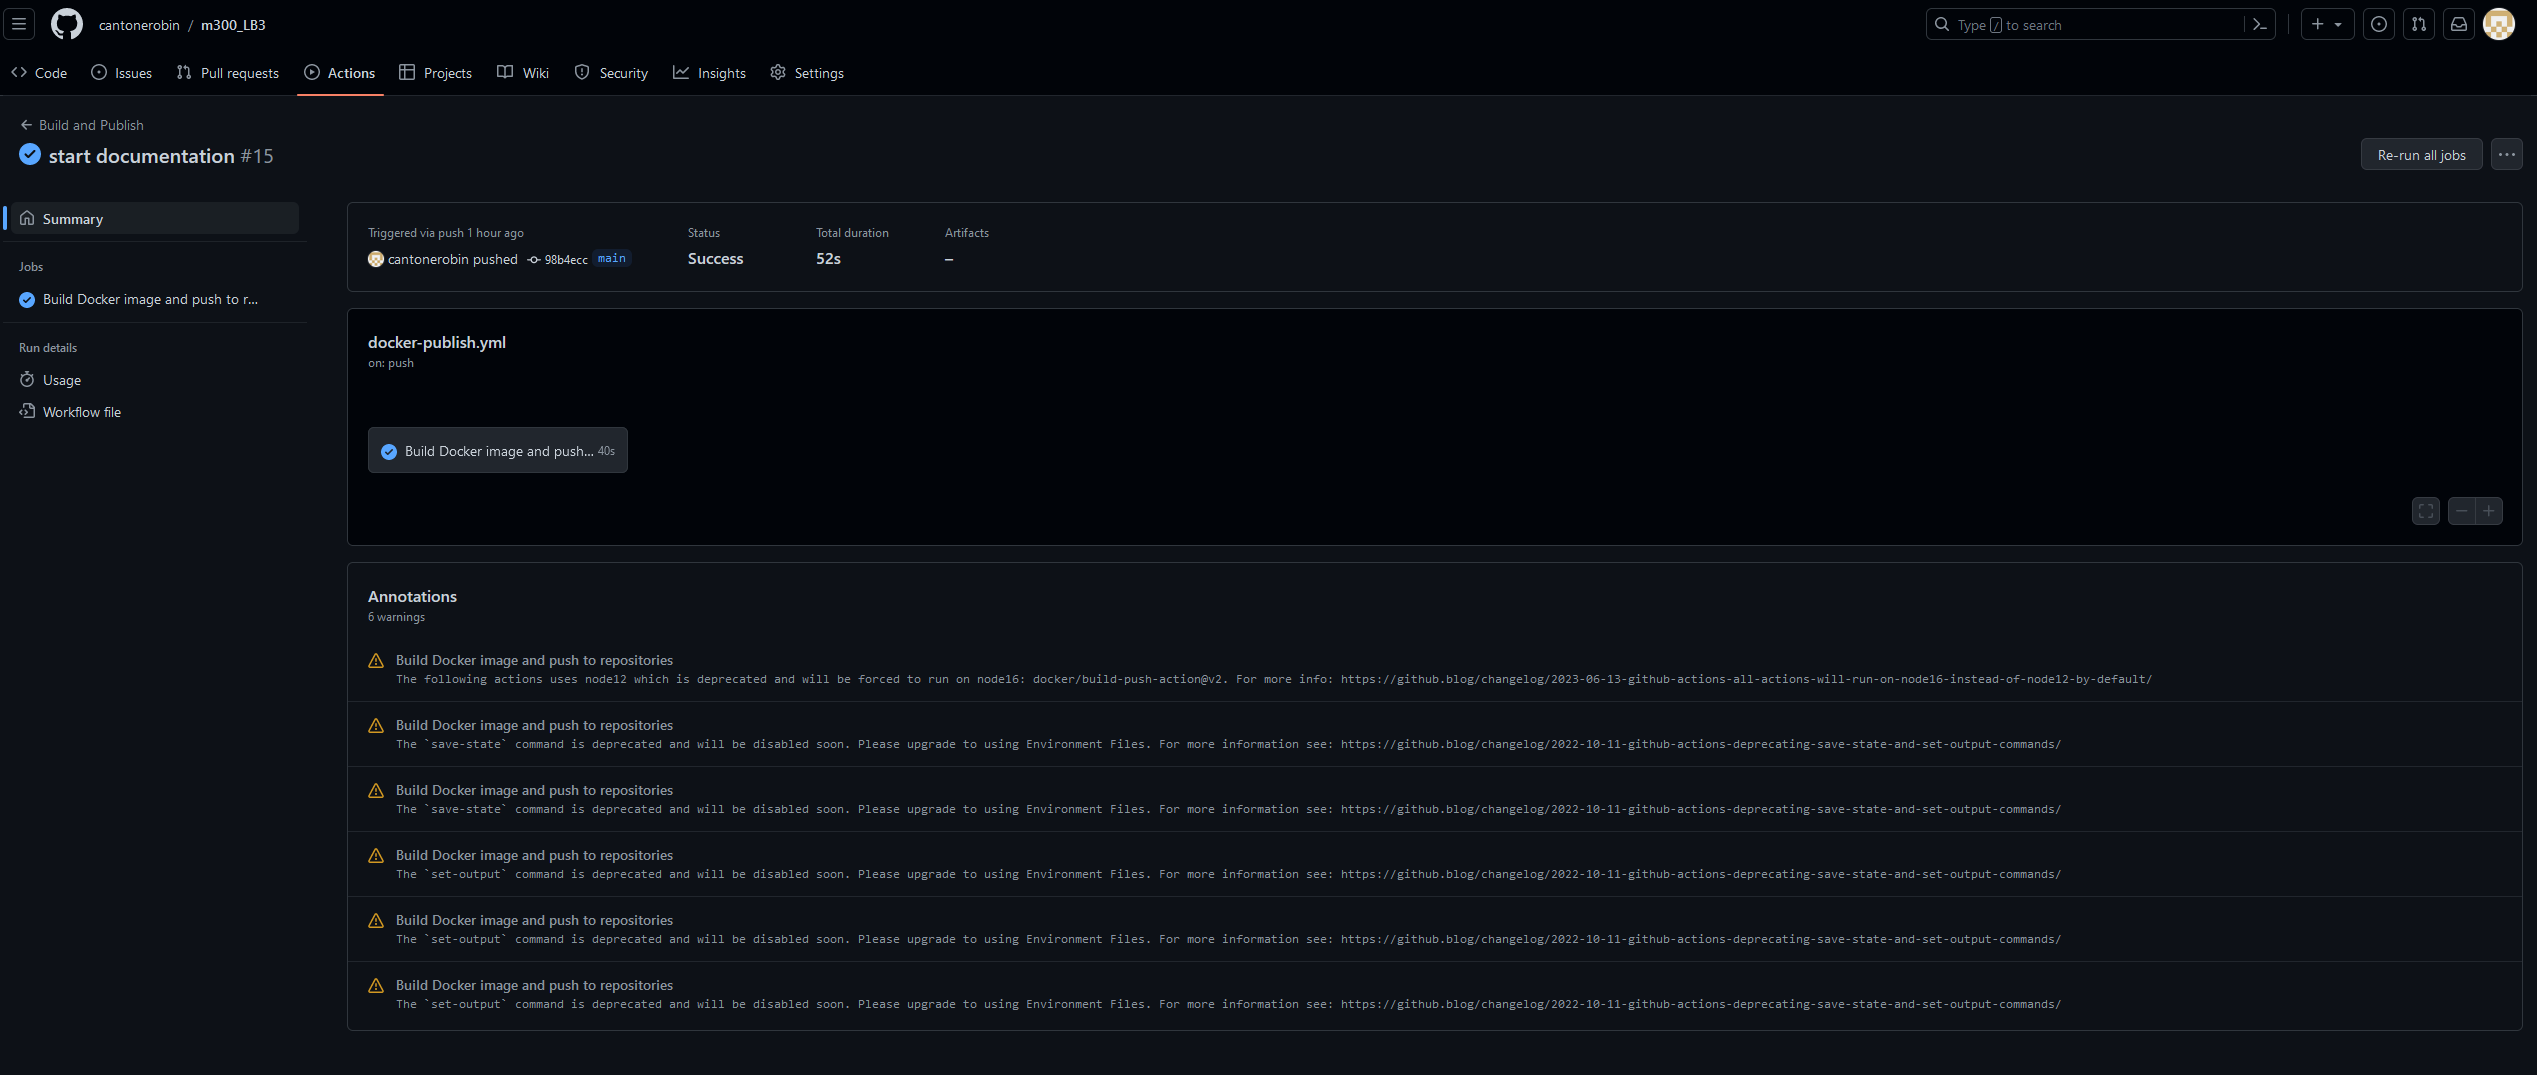 cantonerobin / m300_LB3
Type / to search
Code Issues Pull requests Actions Projects Wiki Security Insights Settings
← Build and Publish
start documentation #15
Re-run all jobs
Summary
Jobs
Build Docker image and push to r...
Run details
Usage
Workflow file
Triggered via push 1 hour ago
cantonerobin pushed 98b4ecc main
Status
Success
Total duration
52s
Artifacts
–
docker-publish.yml
on: push
Build Docker image and push... 40s
Annotations
6 warnings
Build Docker image and push to repositories
The following actions uses node12 which is deprecated and will be forced to run on node16: docker/build-push-action@v2. For more info: https://github.blog/changelog/2023-06-13-github-actions-all-actions-will-run-on-node16-instead-of-node12-by-default/
Build Docker image and push to repositories
The `save-state` command is deprecated and will be disabled soon. Please upgrade to using Environment Files. For more information see: https://github.blog/changelog/2022-10-11-github-actions-deprecating-save-state-and-set-output-commands/
Build Docker image and push to repositories
The `save-state` command is deprecated and will be disabled soon. Please upgrade to using Environment Files. For more information see: https://github.blog/changelog/2022-10-11-github-actions-deprecating-save-state-and-set-output-commands/
Build Docker image and push to repositories
The `set-output` command is deprecated and will be disabled soon. Please upgrade to using Environment Files. For more information see: https://github.blog/changelog/2022-10-11-github-actions-deprecating-save-state-and-set-output-commands/
Build Docker image and push to repositories
The `set-output` command is deprecated and will be disabled soon. Please upgrade to using Environment Files. For more information see: https://github.blog/changelog/2022-10-11-github-actions-deprecating-save-state-and-set-output-commands/
Build Docker image and push to repositories
The `set-output` command is deprecated and will be disabled soon. Please upgrade to using Environment Files. For more information see: https://github.blog/changelog/2022-10-11-github-actions-deprecating-save-state-and-set-output-commands/